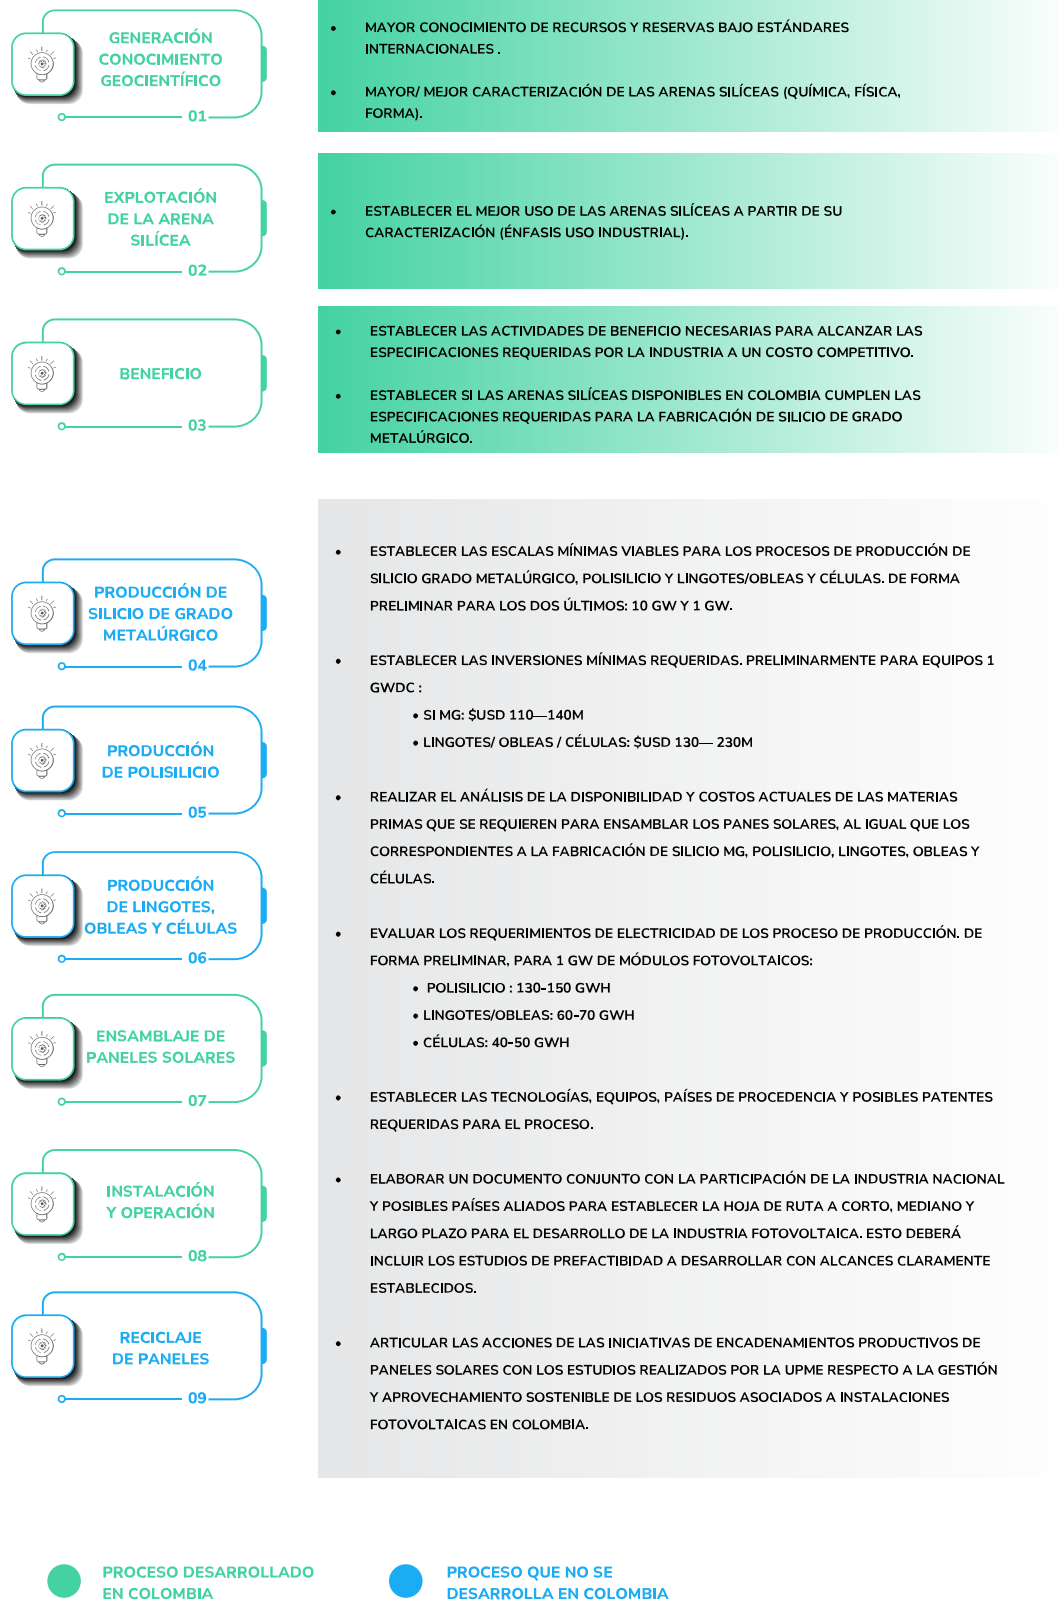 GENERACIÓN
CONOCIMIENTO
GEOCIENTÍFICO
01
• MAYOR CONOCIMIENTO DE RECURSOS Y RESERVAS BAJO ESTÁNDARES
INTERNACIONALES .
• MAYOR/ MEJOR CARACTERIZACIÓN DE LAS ARENAS SILÍCEAS (QUÍMICA, FÍSICA,
FORMA).
EXPLOTACIÓN
DE LA ARENA
SILÍCEA
02
• ESTABLECER EL MEJOR USO DE LAS ARENAS SILÍCEAS A PARTIR DE SU
CARACTERIZACIÓN (ÉNFASIS USO INDUSTRIAL).
BENEFICIO
03
• ESTABLECER LAS ACTIVIDADES DE BENEFICIO NECESARIAS PARA ALCANZAR LAS
ESPECIFICACIONES REQUERIDAS POR LA INDUSTRIA A UN COSTO COMPETITIVO.
• ESTABLECER SI LAS ARENAS SILÍCEAS DISPONIBLES EN COLOMBIA CUMPLEN LAS
ESPECIFICACIONES REQUERIDAS PARA LA FABRICACIÓN DE SILICIO DE GRADO
METALÚRGICO.
PRODUCCIÓN DE
SILICIO DE GRADO
METALÚRGICO
04
PRODUCCIÓN
DE POLISILICIO
05
PRODUCCIÓN
DE LINGOTES,
OBLEAS Y CÉLULAS
06
ENSAMBLAJE DE
PANELES SOLARES
07
INSTALACIÓN
Y OPERACIÓN
08
RECICLAJE
DE PANELES
09
• ESTABLECER LAS ESCALAS MÍNIMAS VIABLES PARA LOS PROCESOS DE PRODUCCIÓN DE
SILICIO GRADO METALÚRGICO, POLISILICIO Y LINGOTES/OBLEAS Y CÉLULAS. DE FORMA
PRELIMINAR PARA LOS DOS ÚLTIMOS: 10 GW Y 1 GW.
• ESTABLECER LAS INVERSIONES MÍNIMAS REQUERIDAS. PRELIMINARMENTE PARA EQUIPOS 1
GWDC :
• SI MG: $USD 110—140M
• LINGOTES/ OBLEAS / CÉLULAS: $USD 130— 230M
• REALIZAR EL ANÁLISIS DE LA DISPONIBILIDAD Y COSTOS ACTUALES DE LAS MATERIAS
PRIMAS QUE SE REQUIEREN PARA ENSAMBLAR LOS PANES SOLARES, AL IGUAL QUE LOS
CORRESPONDIENTES A LA FABRICACIÓN DE SILICIO MG, POLISILICIO, LINGOTES, OBLEAS Y
CÉLULAS.
• EVALUAR LOS REQUERIMIENTOS DE ELECTRICIDAD DE LOS PROCESO DE PRODUCCIÓN. DE
FORMA PRELIMINAR, PARA 1 GW DE MÓDULOS FOTOVOLTAICOS:
• POLISILICIO : 130-150 GWH
• LINGOTES/OBLEAS: 60-70 GWH
• CÉLULAS: 40-50 GWH
• ESTABLECER LAS TECNOLOGÍAS, EQUIPOS, PAÍSES DE PROCEDENCIA Y POSIBLES PATENTES
REQUERIDAS PARA EL PROCESO.
• ELABORAR UN DOCUMENTO CONJUNTO CON LA PARTICIPACIÓN DE LA INDUSTRIA NACIONAL
Y POSIBLES PAÍSES ALIADOS PARA ESTABLECER LA HOJA DE RUTA A CORTO, MEDIANO Y
LARGO PLAZO PARA EL DESARROLLO DE LA INDUSTRIA FOTOVOLTAICA. ESTO DEBERÁ
INCLUIR LOS ESTUDIOS DE PREFACTIBIDAD A DESARROLLAR CON ALCANCES CLARAMENTE
ESTABLECIDOS.
• ARTICULAR LAS ACCIONES DE LAS INICIATIVAS DE ENCADENAMIENTOS PRODUCTIVOS DE
PANELES SOLARES CON LOS ESTUDIOS REALIZADOS POR LA UPME RESPECTO A LA GESTIÓN
Y APROVECHAMIENTO SOSTENIBLE DE LOS RESIDUOS ASOCIADOS A INSTALACIONES
FOTOVOLTAICAS EN COLOMBIA.
PROCESO DESARROLLADO
EN COLOMBIA
PROCESO QUE NO SE
DESARROLLA EN COLOMBIA